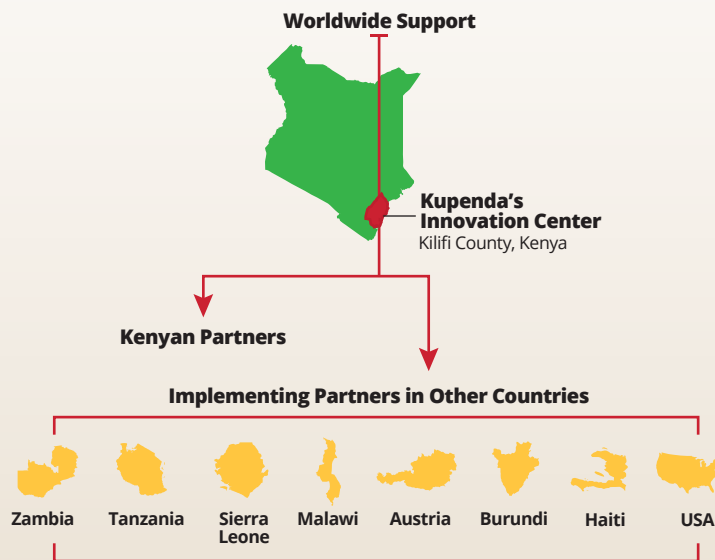 Worldwide Support
Kupenda's
Innovation Center
Kilifi County, Kenya
Kenyan Partners
Implementing Partners in Other Countries
Zambia
Tanzania
Sierra
Leone
Malawi
Austria
Burundi
Haiti
USA